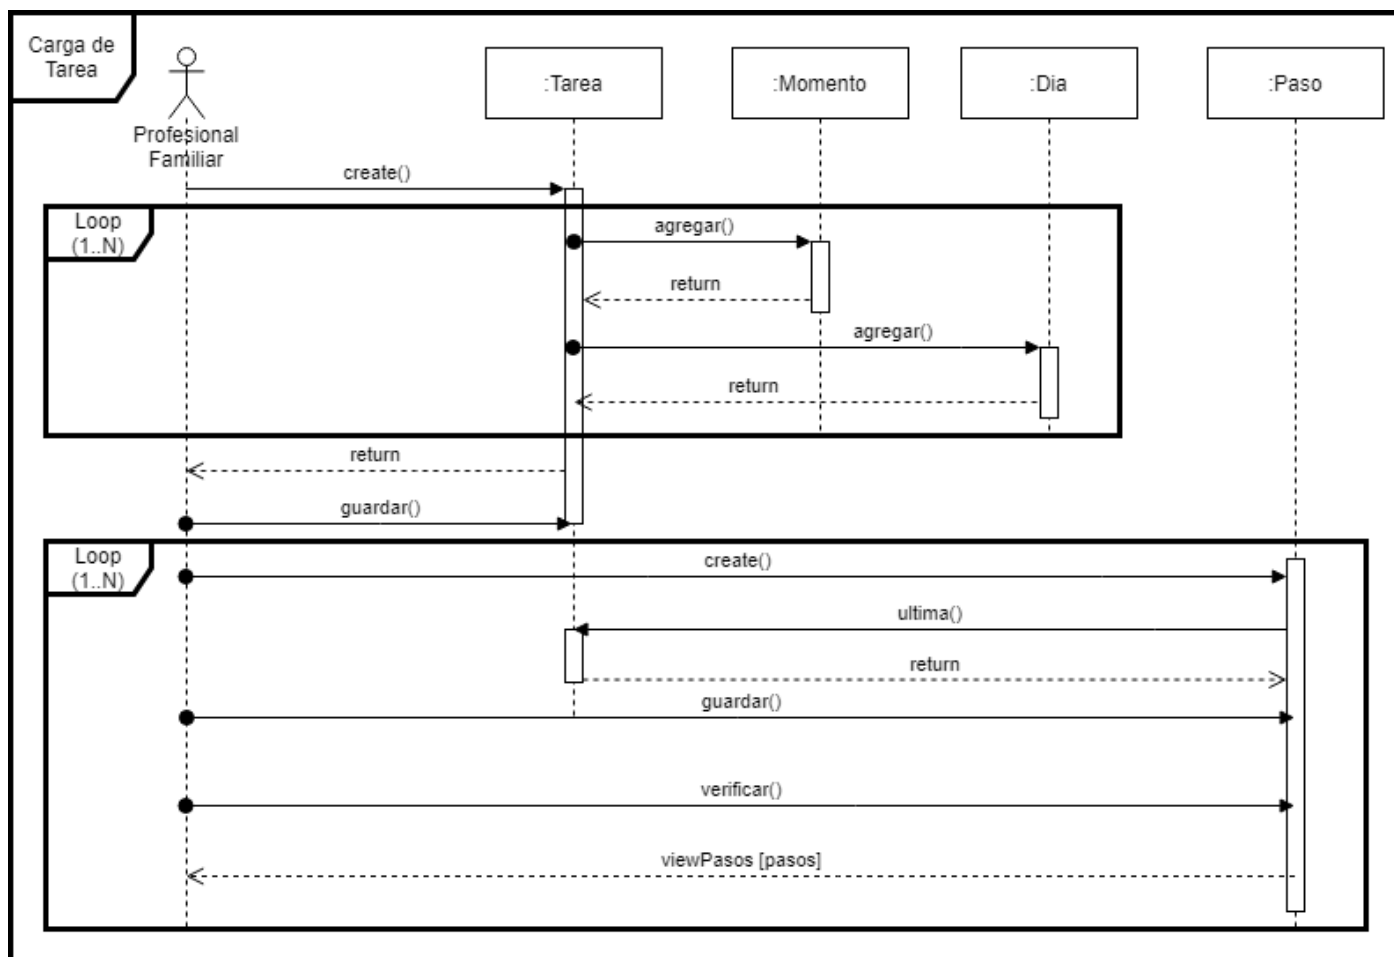 Carga de
Tarea
Profesional
Familiar
:Tarea
:Momento
:Dia
:Paso
create()
Loop
(1..N)
agregar()
return
agregar()
return
return
guardar()
Loop
(1..N)
create()
ultima()
return
guardar()
verificar()
viewPasos [pasos]